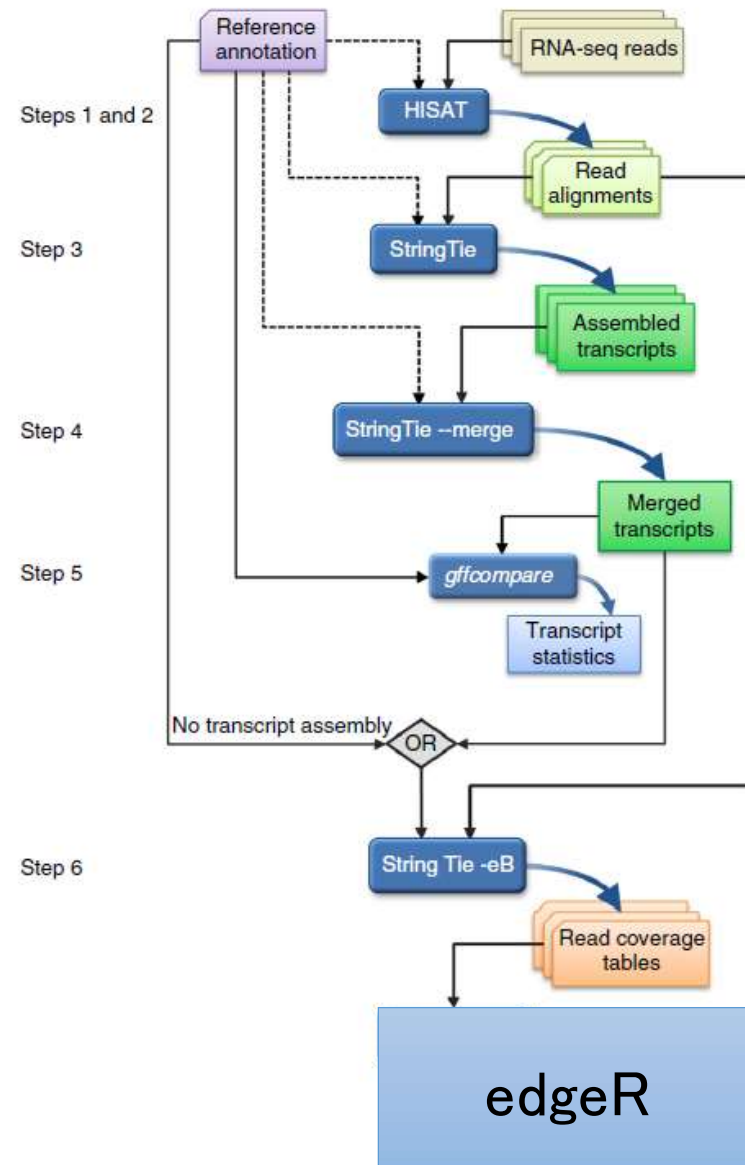 Reference
annotation
RNA-seq reads
Steps 1 and 2
HISAT
Read
alignments
Step 3
StringTie
Assembled
transcripts
Step 4
StringTie --merge
Merged
transcripts
Step 5
gffcompare
Transcript
statistics
No transcript assembly
OR
Step 6
String Tie -eB
Read coverage
tables
edgeR